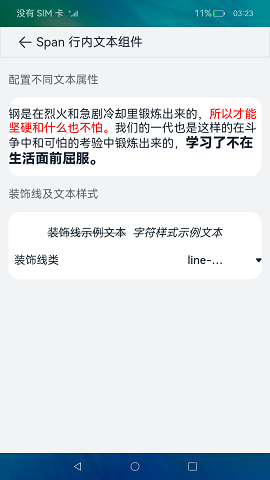 没有 SIM 卡 11% 03:23
Span 行内文本组件
配置不同文本属性
钢是在烈火和急剧冷却里锻炼出来的，所以才能
坚硬和什么也不怕。我们的一代也是这样的在斗
争中和可怕的考验中锻炼出来的，学习了不在
生活面前屈服。
装饰线及文本样式
装饰线示例文本 字符样式示例文本
装饰线类 line-...